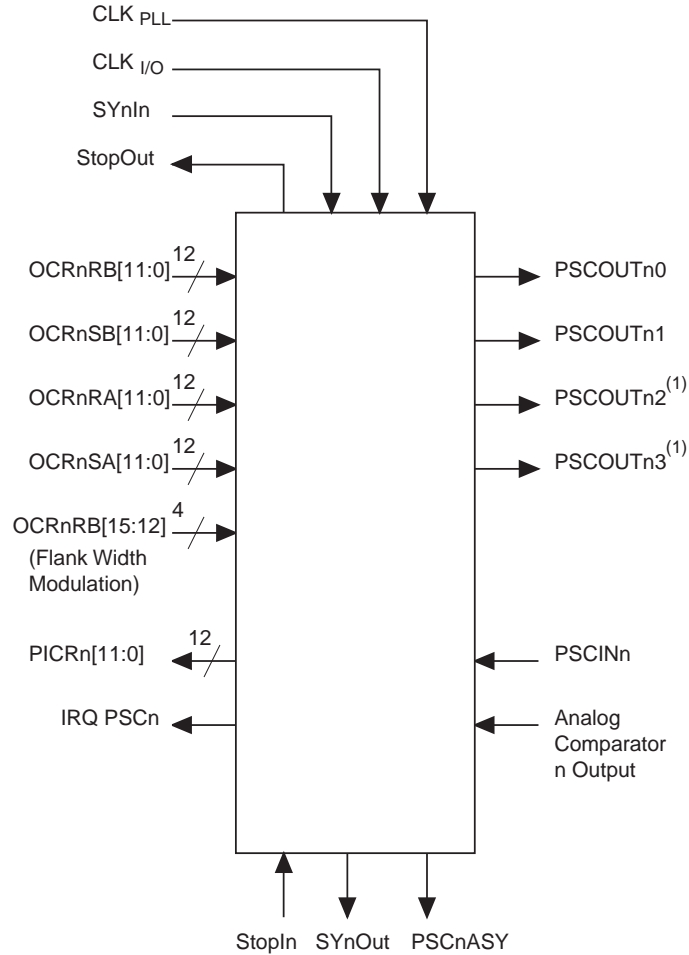 CLK PLL
CLK I/O
SYnIn
StopOut
OCRnRB[11:0] 12
PSCOUTn0
OCRnSB[11:0] 12
PSCOUTn1
OCRnRA[11:0] 12
PSCOUTn2(1)
OCRnSA[11:0] 12
PSCOUTn3(1)
OCRnRB[15:12] 4
(Flank Width
Modulation)
PICRn[11:0] 12
PSCINn
IRQ PSCn
Analog
Comparator
n Output
StopIn SYnOut PSCnASY